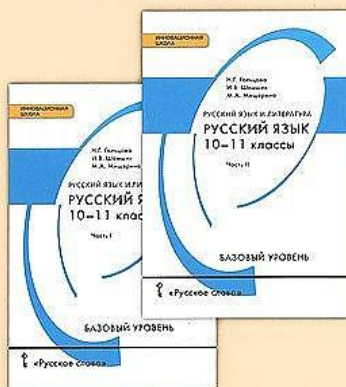 ИННОВАЦИОННАЯ
ШКОЛА
Н.Г. Гольцова
И.В. Шамшин
М.А. Мищерина
РУССКИЙ ЯЗЫК И ЛИТЕРАТУРА
РУССКИЙ ЯЗЫК
10–11 классы
Часть II
БАЗОВЫЙ УРОВЕНЬ
«Русское слово»
ИННОВАЦИОННАЯ
ШКОЛА
Н.Г. Гольцова
И.В. Шамшин
М.А. Мищерина
РУССКИЙ ЯЗЫК И ЛИ
РУССКИЙ Я
10–11 клас
Часть I
БАЗОВЫЙ УРОВЕНЬ
«Русское слово»